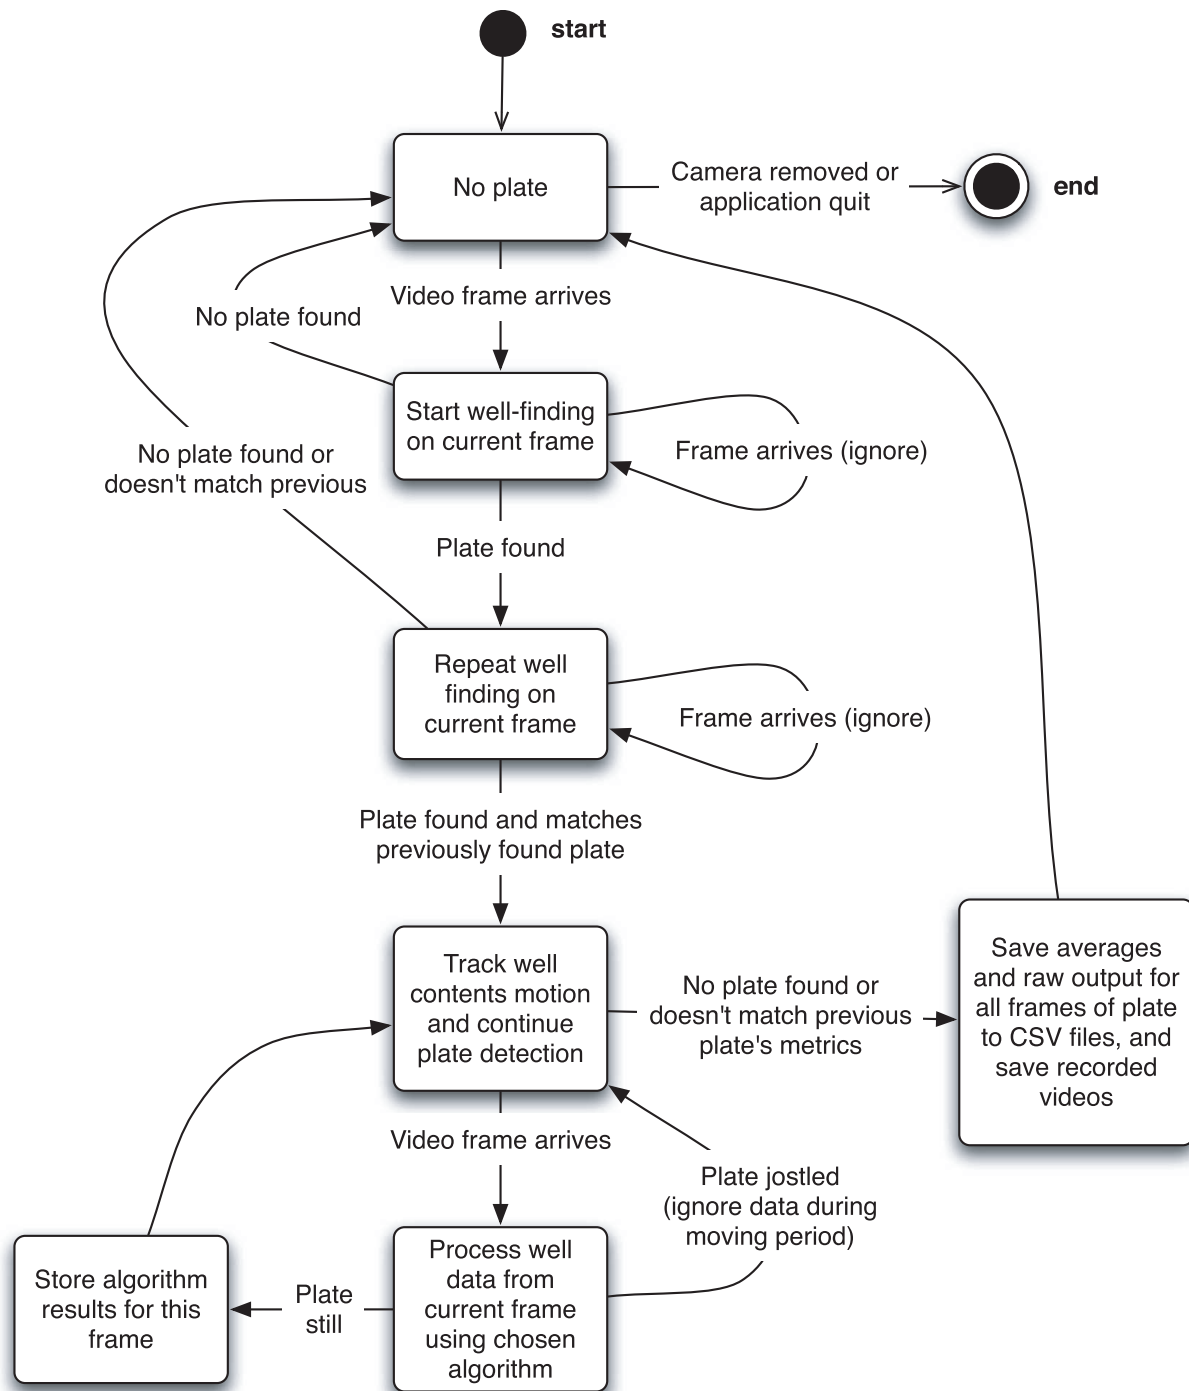 start
No plate
Camera removed or
application quit
end
Video frame arrives
No plate found
Start well-finding
on current frame
Frame arrives (ignore)
No plate found or
doesn't match previous
Plate found
Repeat well
finding on
current frame
Frame arrives (ignore)
Plate found and matches
previously found plate
Track well
contents motion
and continue
plate detection
No plate found or
doesn't match previous
plate's metrics
Save averages
and raw output for
all frames of plate
to CSV files, and
save recorded
videos
Video frame arrives
Plate jostled
(ignore data during
moving period)
Process well
data from
current frame
using chosen
algorithm
Plate
still
Store algorithm
results for this
frame